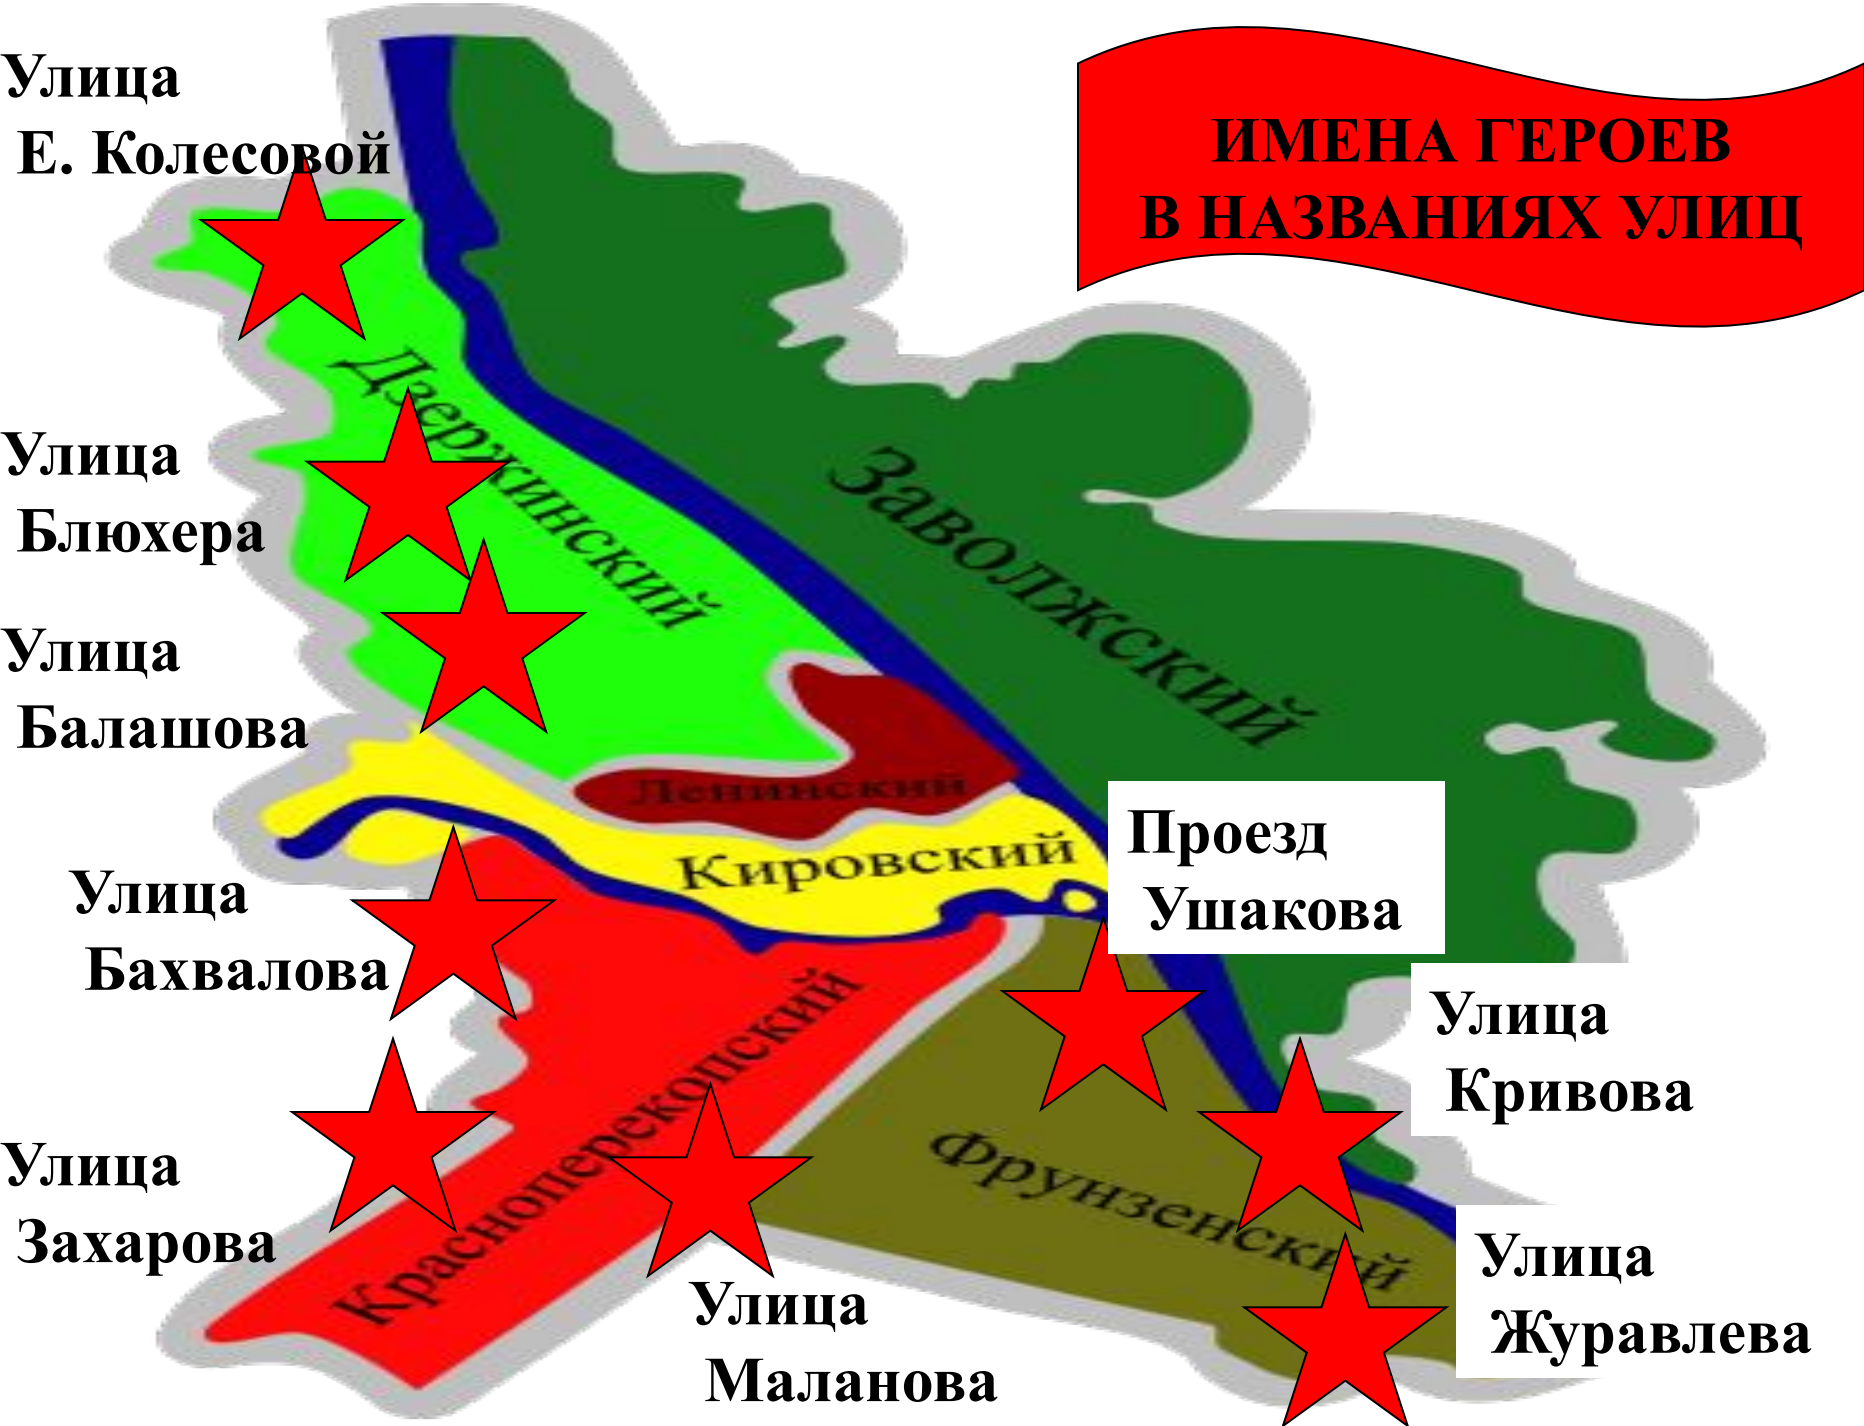 ИМЕНА ГЕРОЕВ
В НАЗВАНИЯХ УЛИЦ
Улица
Е. Колесовой
Улица
Блюхера
Улица
Балашова
Улица
Бахвалова
Улица
Захарова
Улица
Маланова
Проезд
Ушакова
Улица
Кривова
Улица
Журавлева
Дзержинский
Заволжский
Ленинский
Кировский
Красноперекопский
Фрунзенский